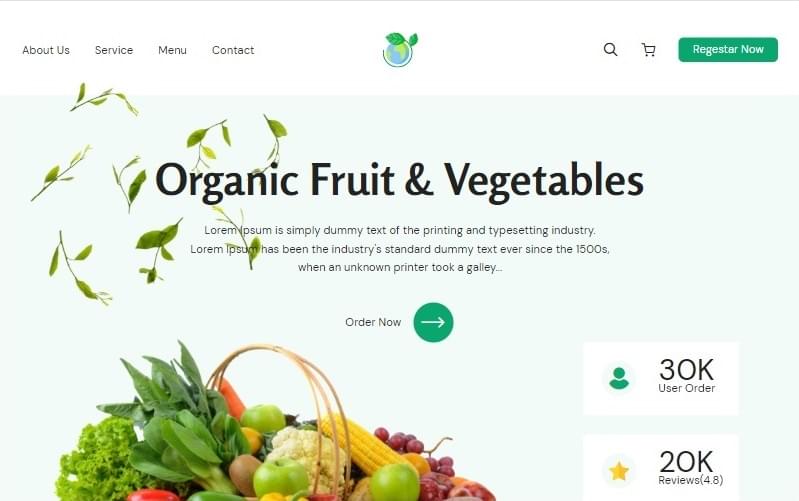 About Us
Service
Menu
Contact
Regestar Now
Organic Fruit & Vegetables
Lorem Ipsum is simply dummy text of the printing and typesetting industry.
Lorem Ipsum has been the industry's standard dummy text ever since the 1500s,
when an unknown printer took a galley...
Order Now
30K
User Order
20K
Reviews(4.8)